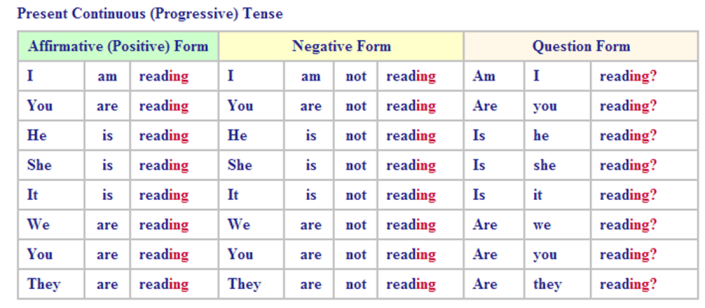 Present Continuous (Progressive) Tense
Affirmative (Positive) Form Negative Form Question Form
I am reading I am not reading Am I reading?
You are reading You are not reading Are you reading?
He is reading He is not reading Is he reading?
She is reading She is not reading Is she reading?
It is reading It is not reading Is it reading?
We are reading We are not reading Are we reading?
You are reading You are not reading Are you reading?
They are reading They are not reading Are they reading?